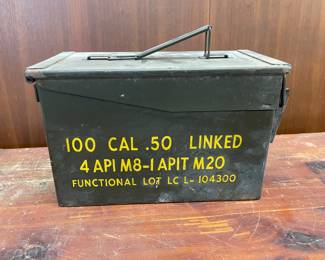 100 CAL .50 LINKED
4 API M8-1 APIT M20
FUNCTIONAL LOT LC L- 104300